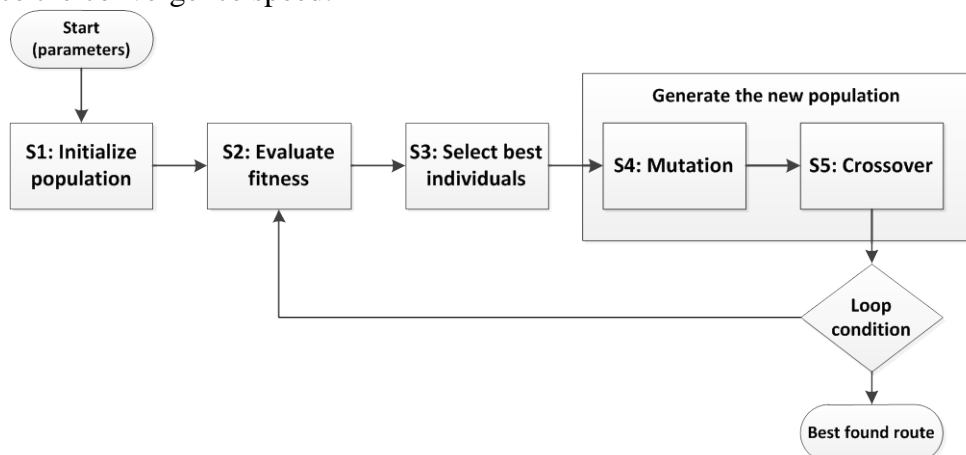 Start
(parameters)
Generate the new population
S1: Initialize
population
S2: Evaluate
fitness
S3: Select best
individuals
S4: Mutation
S5: Crossover
Loop
condition
Best found route